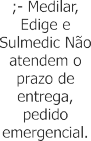 ;- Medilar,
Edige e
Sulmedic Não
atendem o
prazo de
entrega,
pedido
emergencial.